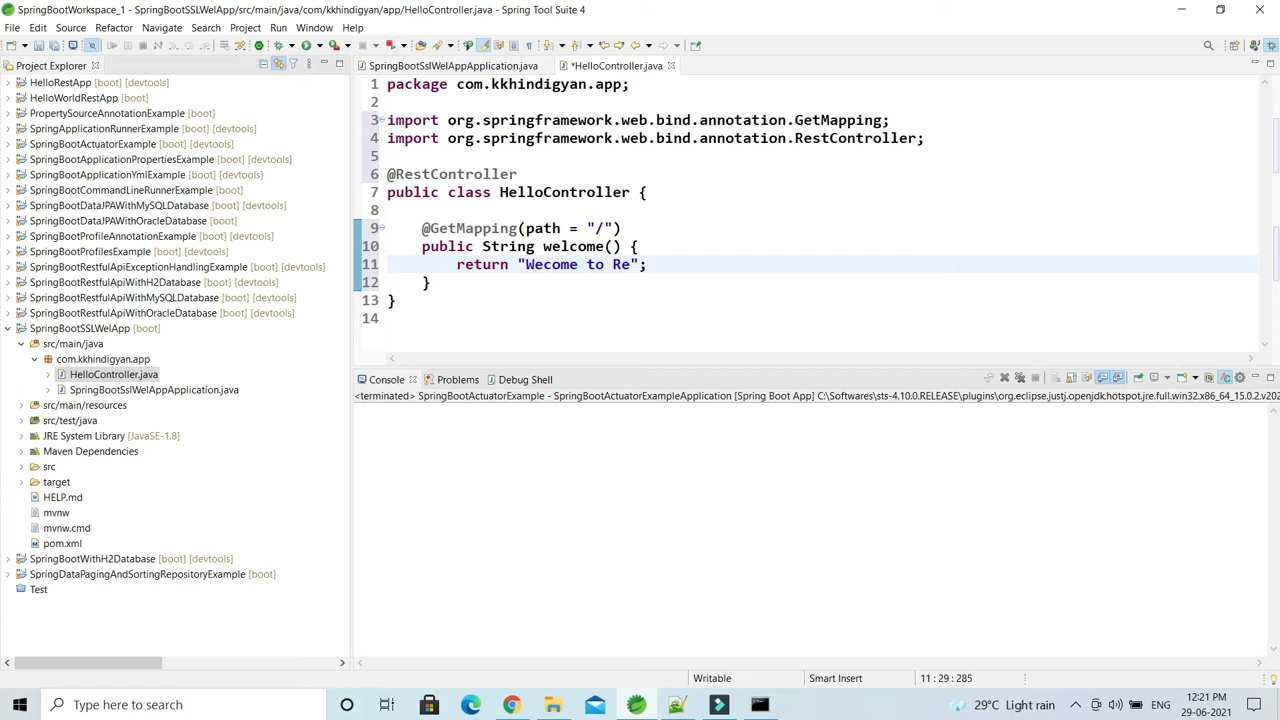 SpringBootWorkspace_1 - SpringBootSSLWelApp/src/main/java/com/kkhindigyan/app/HelloController.java - Spring Tool Suite 4
File Edit Source Refactor Navigate Search Project Run Window Help
Project Explorer
HelloRestApp [boot] [devtools]
HelloWorldRestApp [boot]
PropertySourceAnnotationExample [boot]
SpringApplicationRunnerExample [devtools]
SpringBootActuatorExample [boot] [devtools]
SpringBootApplicationPropertiesExample [boot] [devtools]
SpringBootApplicationYmlExample [boot] [devtools]
SpringBootCommandLineRunnerExample [boot]
SpringBootDataJPAWithMySQLDatabase [boot] [devtools]
SpringBootDataJPAWithOracleDatabase [boot]
SpringBootProfileAnnotationExample [boot]
SpringBootProfilesExample [boot] [devtools]
SpringBootRestfulApiExceptionHandlingExample [boot] [devtools]
SpringBootRestfulApiWithH2Database [boot] [devtools]
SpringBootRestfulApiWithMySQLDatabase [boot] [devtools]
SpringBootRestfulApiWithOracleDatabase [boot] [devtools]
SpringBootSSLWelApp [boot]
src/main/java
com.kkhindigyan.app
HelloController.java
SpringBootSslWelAppApplication.java
src/main/resources
src/test/java
JRE System Library [JavaSE-1.8]
Maven Dependencies
src
target
HELP.md
mvnw
mvnw.cmd
pom.xml
SpringBootWithH2Database [boot] [devtools]
SpringDataPagingAndSortingRepositoryExample [boot]
Test
SpringBootSslWelAppApplication.java *HelloController.java
1 package com.kkhindigyan.app;
2
3 import org.springframework.web.bind.annotation.GetMapping;
4 import org.springframework.web.bind.annotation.RestController;
5
6 @RestController
7 public class HelloController {
8
9 @GetMapping(path = "/")
10 public String welcome() {
11 return "Wecome to Re";
12 }
13 }
14
Console Problems Debug Shell
<terminated> SpringBootActuatorExample - SpringBootActuatorExampleApplication [Spring Boot App] C:\Softwares\sts-4.10.0.RELEASE\plugins\org.eclipse.justj.openjdk.hotspot.jre.full.win32.x86_64_15.0.2.v202
Writable Smart Insert 11 : 29 : 285
Type here to search
29°C Light rain ENG
12:21 PM
29-06-2021